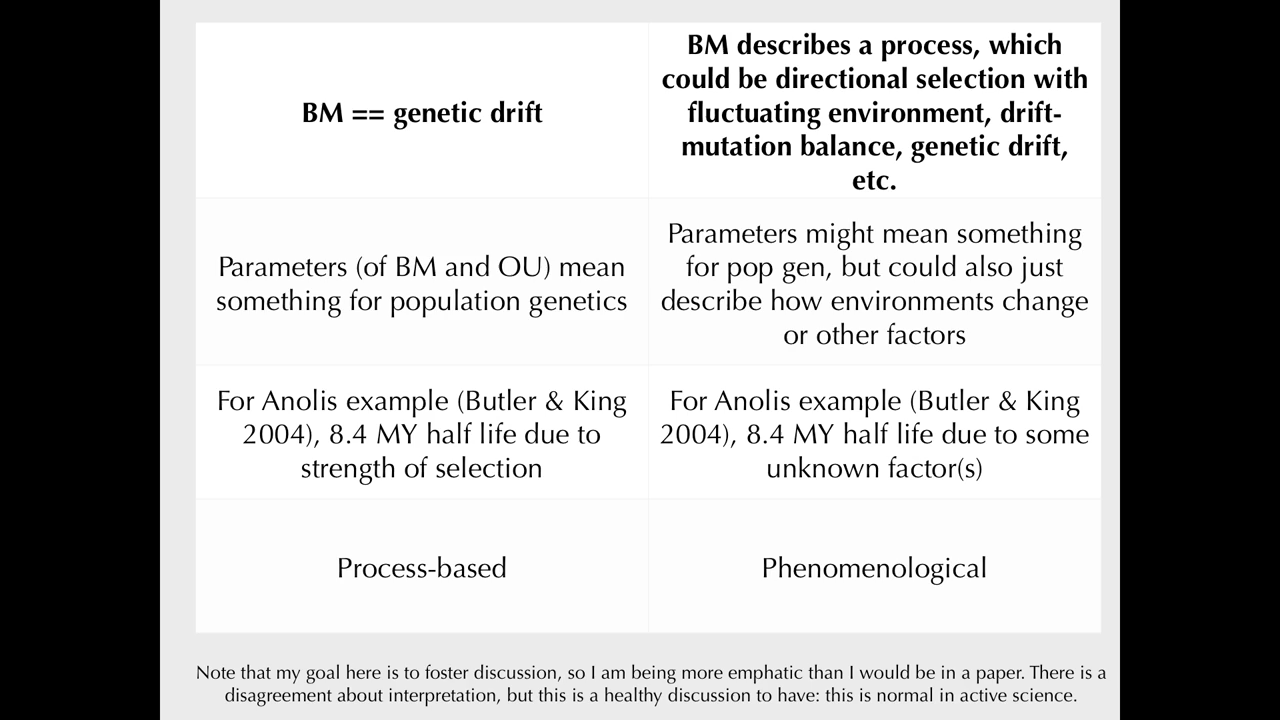 BM == genetic drift
BM describes a process, which
could be directional selection with
fluctuating environment, drift-
mutation balance, genetic drift,
etc.
Parameters (of BM and OU) mean
something for population genetics
Parameters might mean something
for pop gen, but could also just
describe how environments change
or other factors
For Anolis example (Butler & King
2004), 8.4 MY half life due to
strength of selection
For Anolis example (Butler & King
2004), 8.4 MY half life due to some
unknown factor(s)
Process-based
Phenomenological
Note that my goal here is to foster discussion, so I am being more emphatic than I would be in a paper. There is a
disagreement about interpretation, but this is a healthy discussion to have: this is normal in active science.